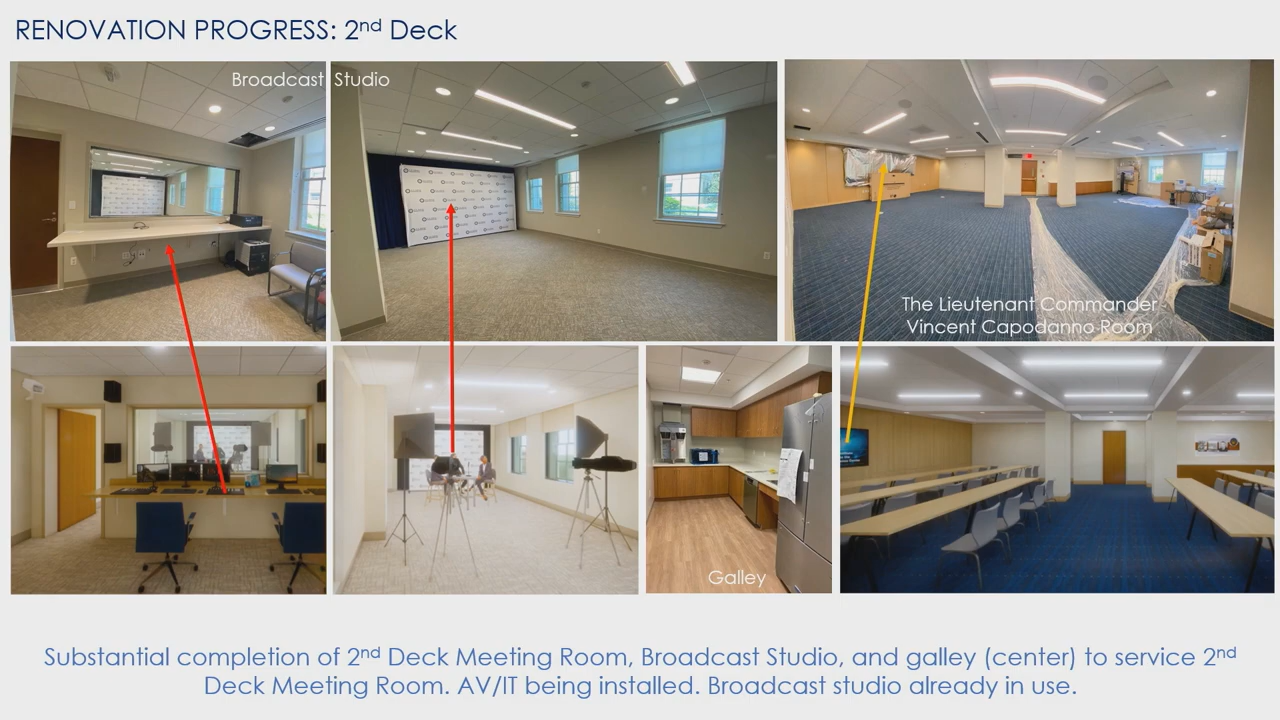 RENOVATION PROGRESS: 2nd Deck
Broadcast Studio
The Lieutenant Commander
Vincent Capodanno Room
Galley
Substantial completion of 2nd Deck Meeting Room, Broadcast Studio, and galley (center) to service 2nd
Deck Meeting Room. AV/IT being installed. Broadcast studio already in use.